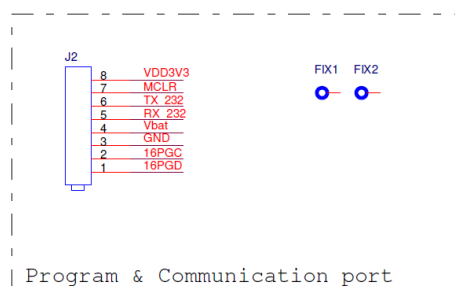 J2
FIX1 FIX2
8 VDD3V3
7 MCLR
6 TX_232
5 RX_232
4 Vbat
3 GND
2 16PGC
1 16PGD
Program & Communication port